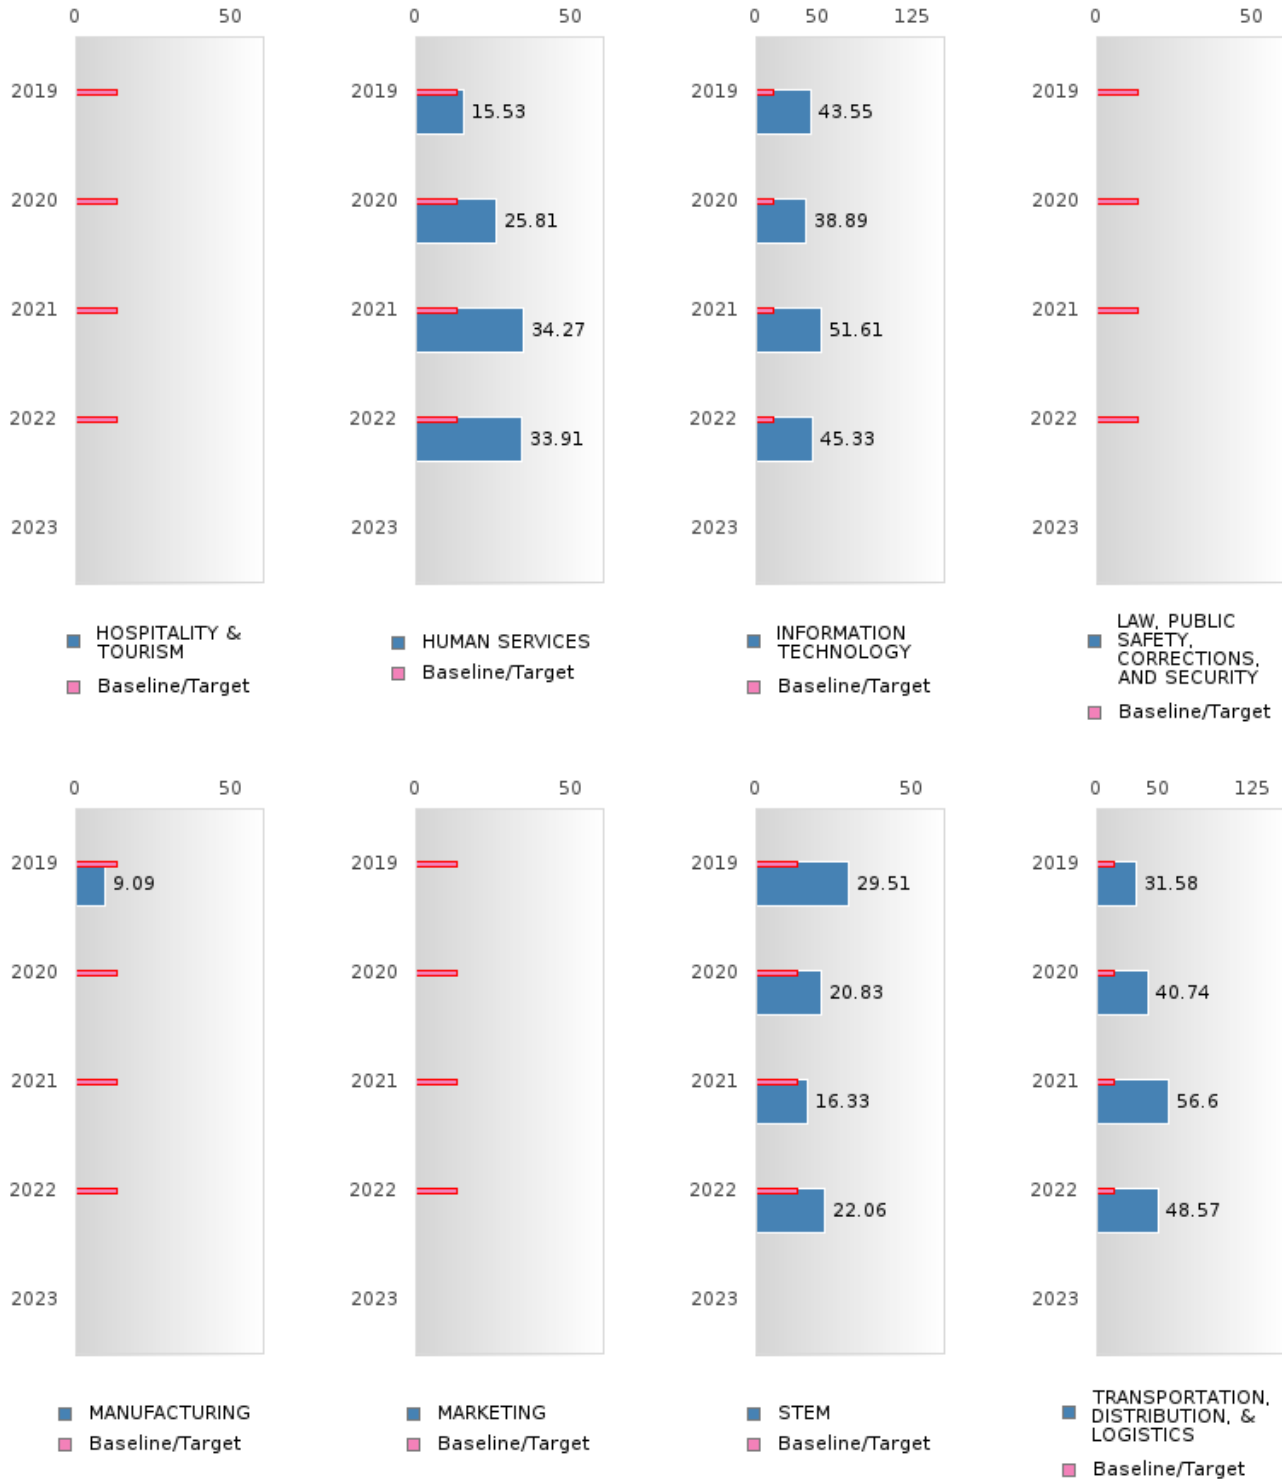 0 50
2019
2020
2021
2022
2023
HOSPITALITY &
TOURISM
Baseline/Target
0 50
2019 15.53
2020 25.81
2021 34.27
2022 33.91
2023
HUMAN SERVICES
Baseline/Target
0 50 125
2019 43.55
2020 38.89
2021 51.61
2022 45.33
2023
INFORMATION
TECHNOLOGY
Baseline/Target
0 50
2019
2020
2021
2022
2023
LAW, PUBLIC
SAFETY,
CORRECTIONS,
AND SECURITY
Baseline/Target
0 50
2019 9.09
2020
2021
2022
2023
MANUFACTURING
Baseline/Target
0 50
2019
2020
2021
2022
2023
MARKETING
Baseline/Target
0 50
2019 29.51
2020 20.83
2021 16.33
2022 22.06
2023
STEM
Baseline/Target
0 50 125
2019 31.58
2020 40.74
2021 56.6
2022 48.57
2023
TRANSPORTATION,
DISTRIBUTION, &
LOGISTICS
Baseline/Target